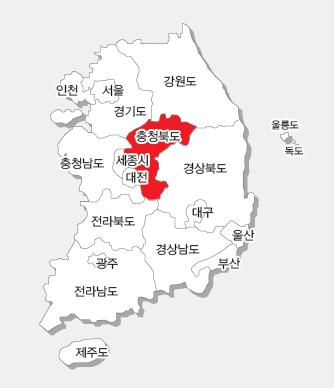 강원도
인천
서울
경기도
울릉도
충청북도
독도
세종시
충청남도
경상북도
대전
대구
전라북도
울산
경상남도
광주
부산
전라남도
제주도